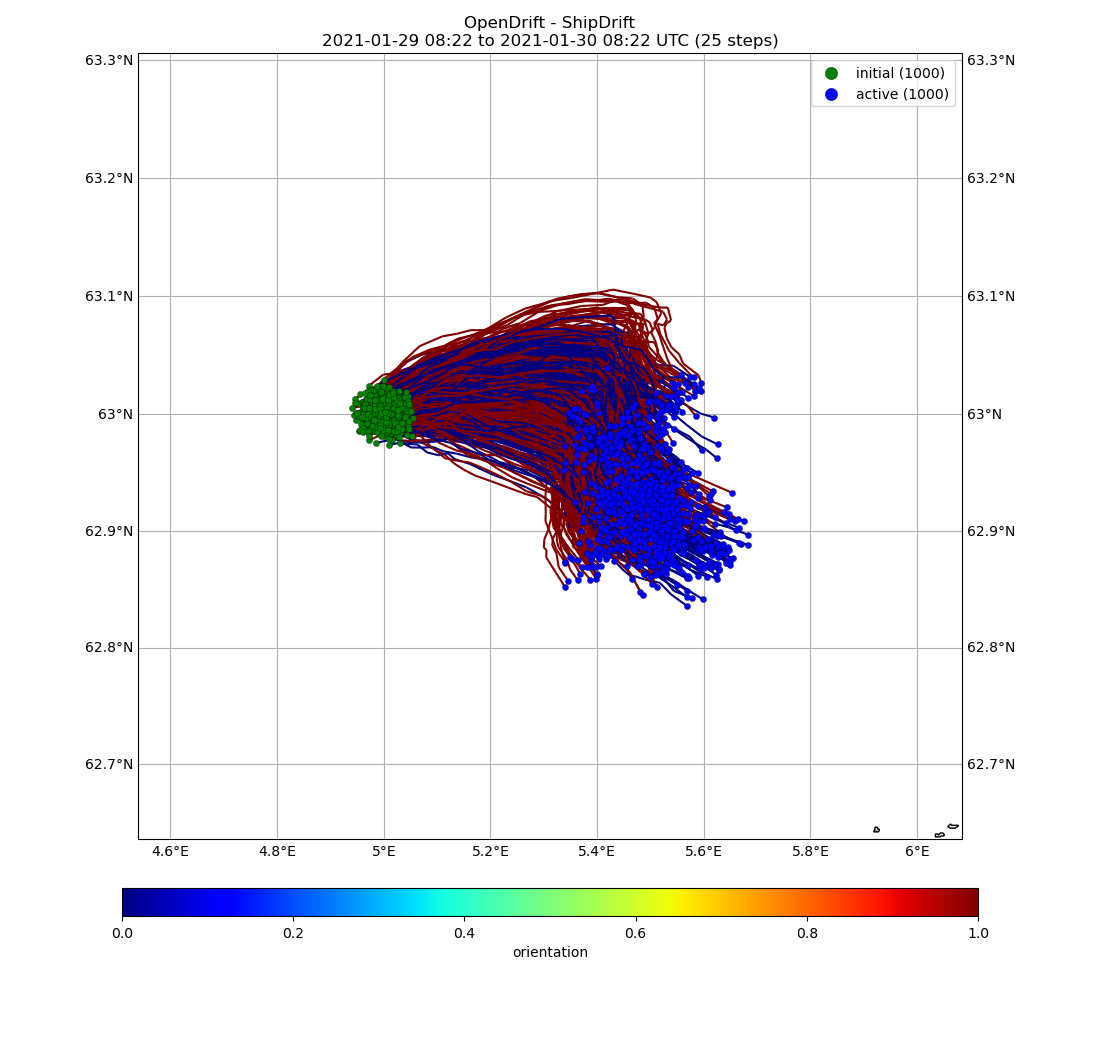 OpenDrift - ShipDrift
2021-01-29 08:22 to 2021-01-30 08:22 UTC (25 steps)
initial (1000)
active (1000)
63.3°N 63.3°N
63.2°N 63.2°N
63.1°N 63.1°N
63°N 63°N
62.9°N 62.9°N
62.8°N 62.8°N
62.7°N 62.7°N
4.6°E 4.8°E 5°E 5.2°E 5.4°E 5.6°E 5.8°E 6°E
0.0 0.2 0.4 0.6 0.8 1.0
orientation